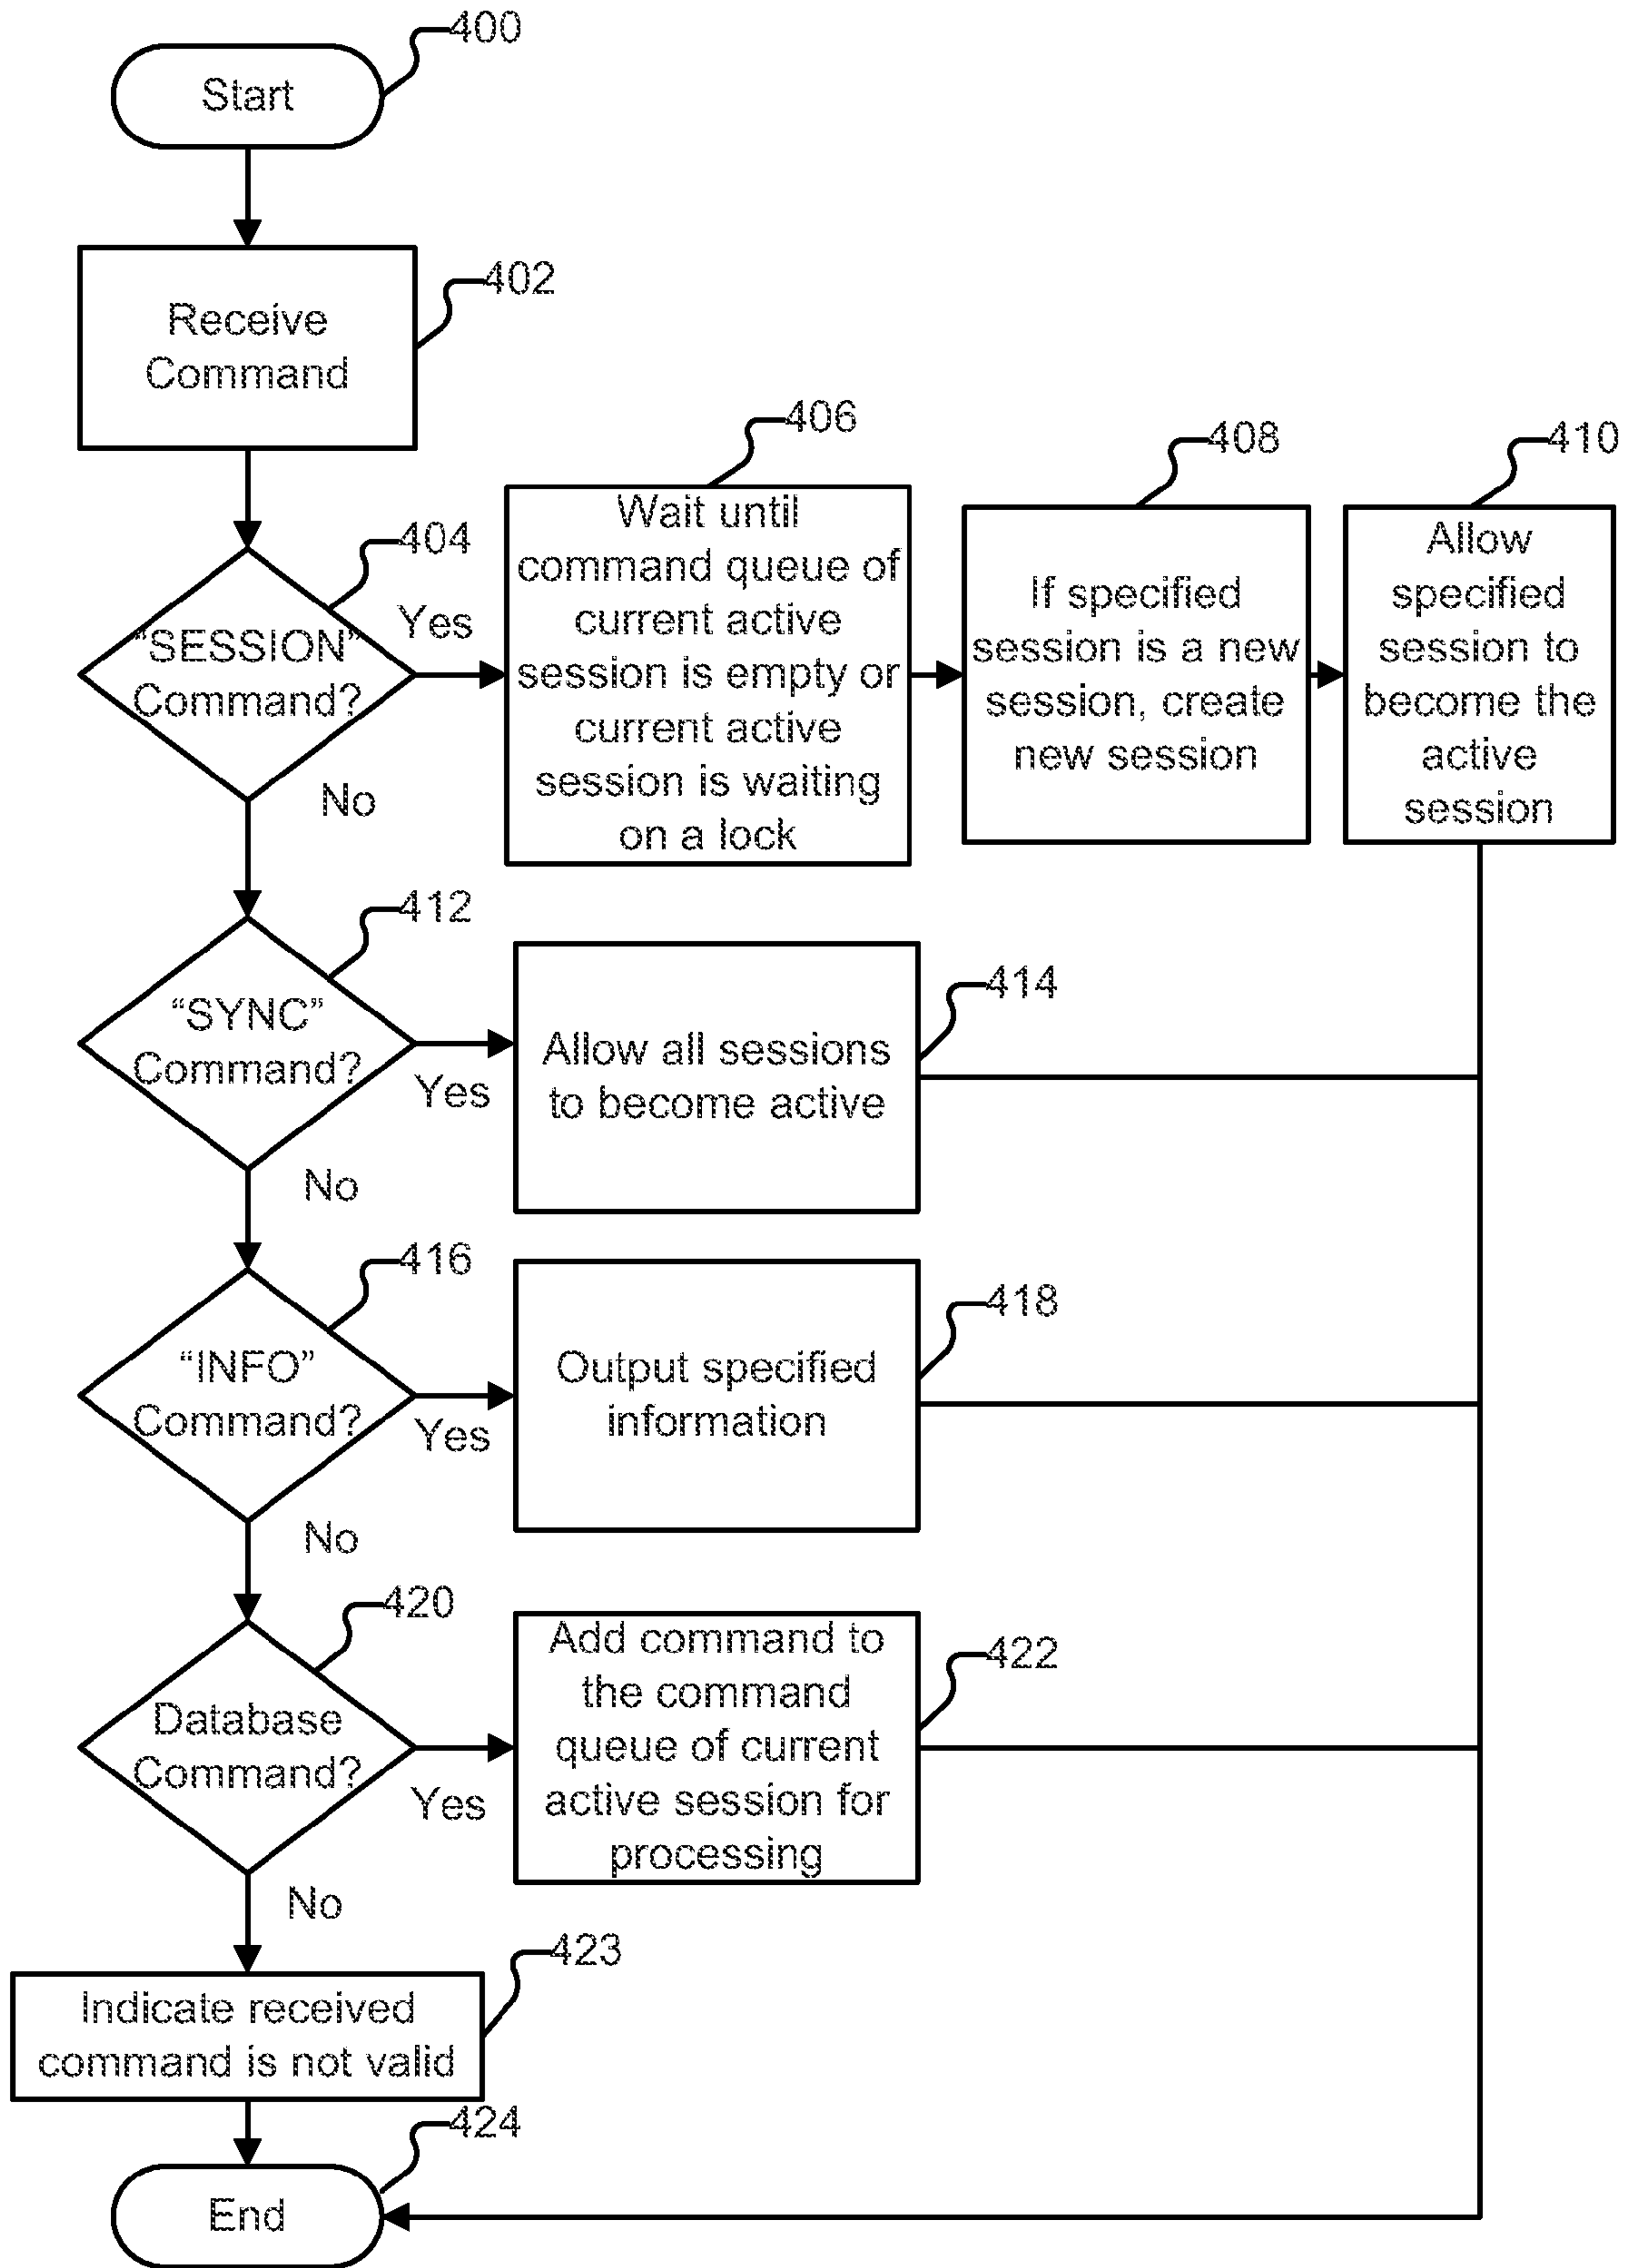 400
Start
402
Receive
Command
404
“SESSION”
Command?
Yes
No
406
Wait until
command queue of
current active
session is empty or
current active
session is waiting
on a lock
408
If specified
session is a new
session, create
new session
410
Allow
specified
session to
become the
active
session
412
“SYNC”
Command?
Yes
No
414
Allow all sessions
to become active
416
“INFO”
Command?
Yes
No
418
Output specified
information
420
Database
Command?
Yes
No
422
Add command to
the command
queue of current
active session for
processing
423
Indicate received
command is not valid
424
End